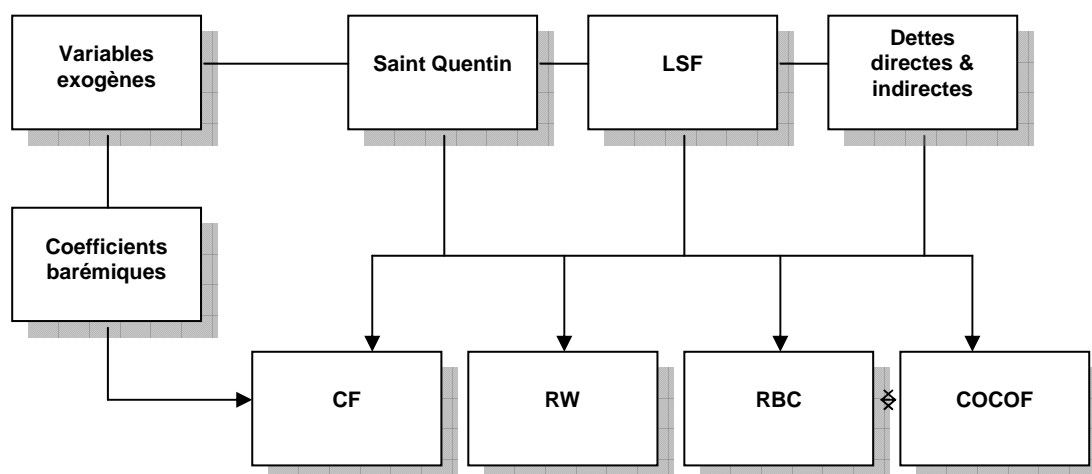 Variables
exogènes
Saint Quentin
LSF
Dettes
directes &
indirectes
Coefficients
barémiques
CF
RW
RBC
COCOF